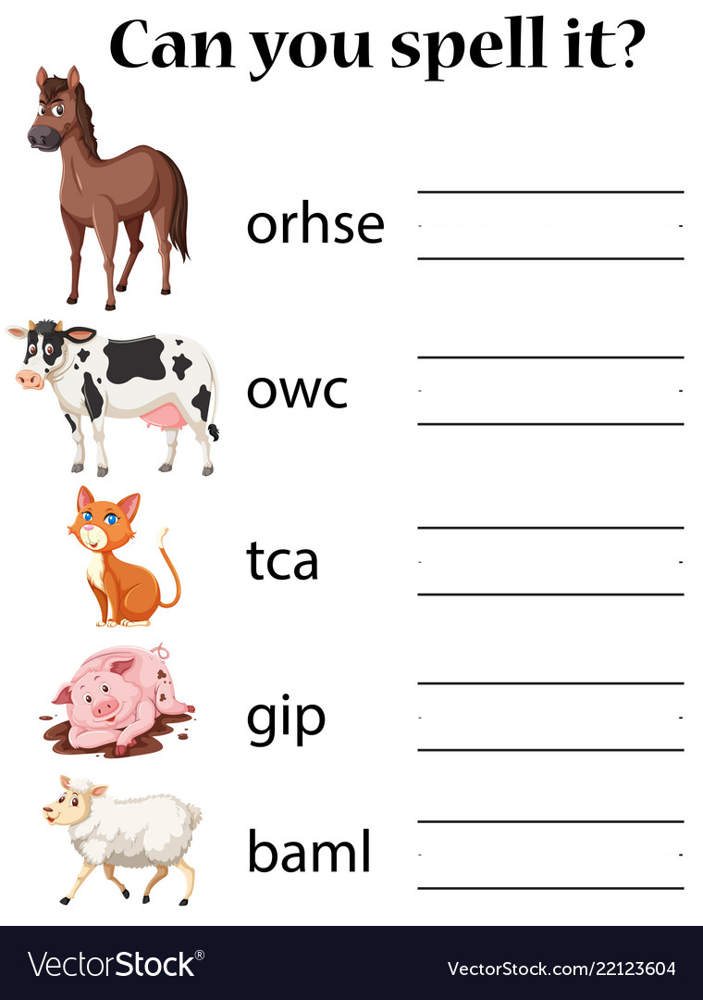 Can you spell it?
orhse
owc
tca
gip
baml
VectorStock®
VectorStock.com/22123604